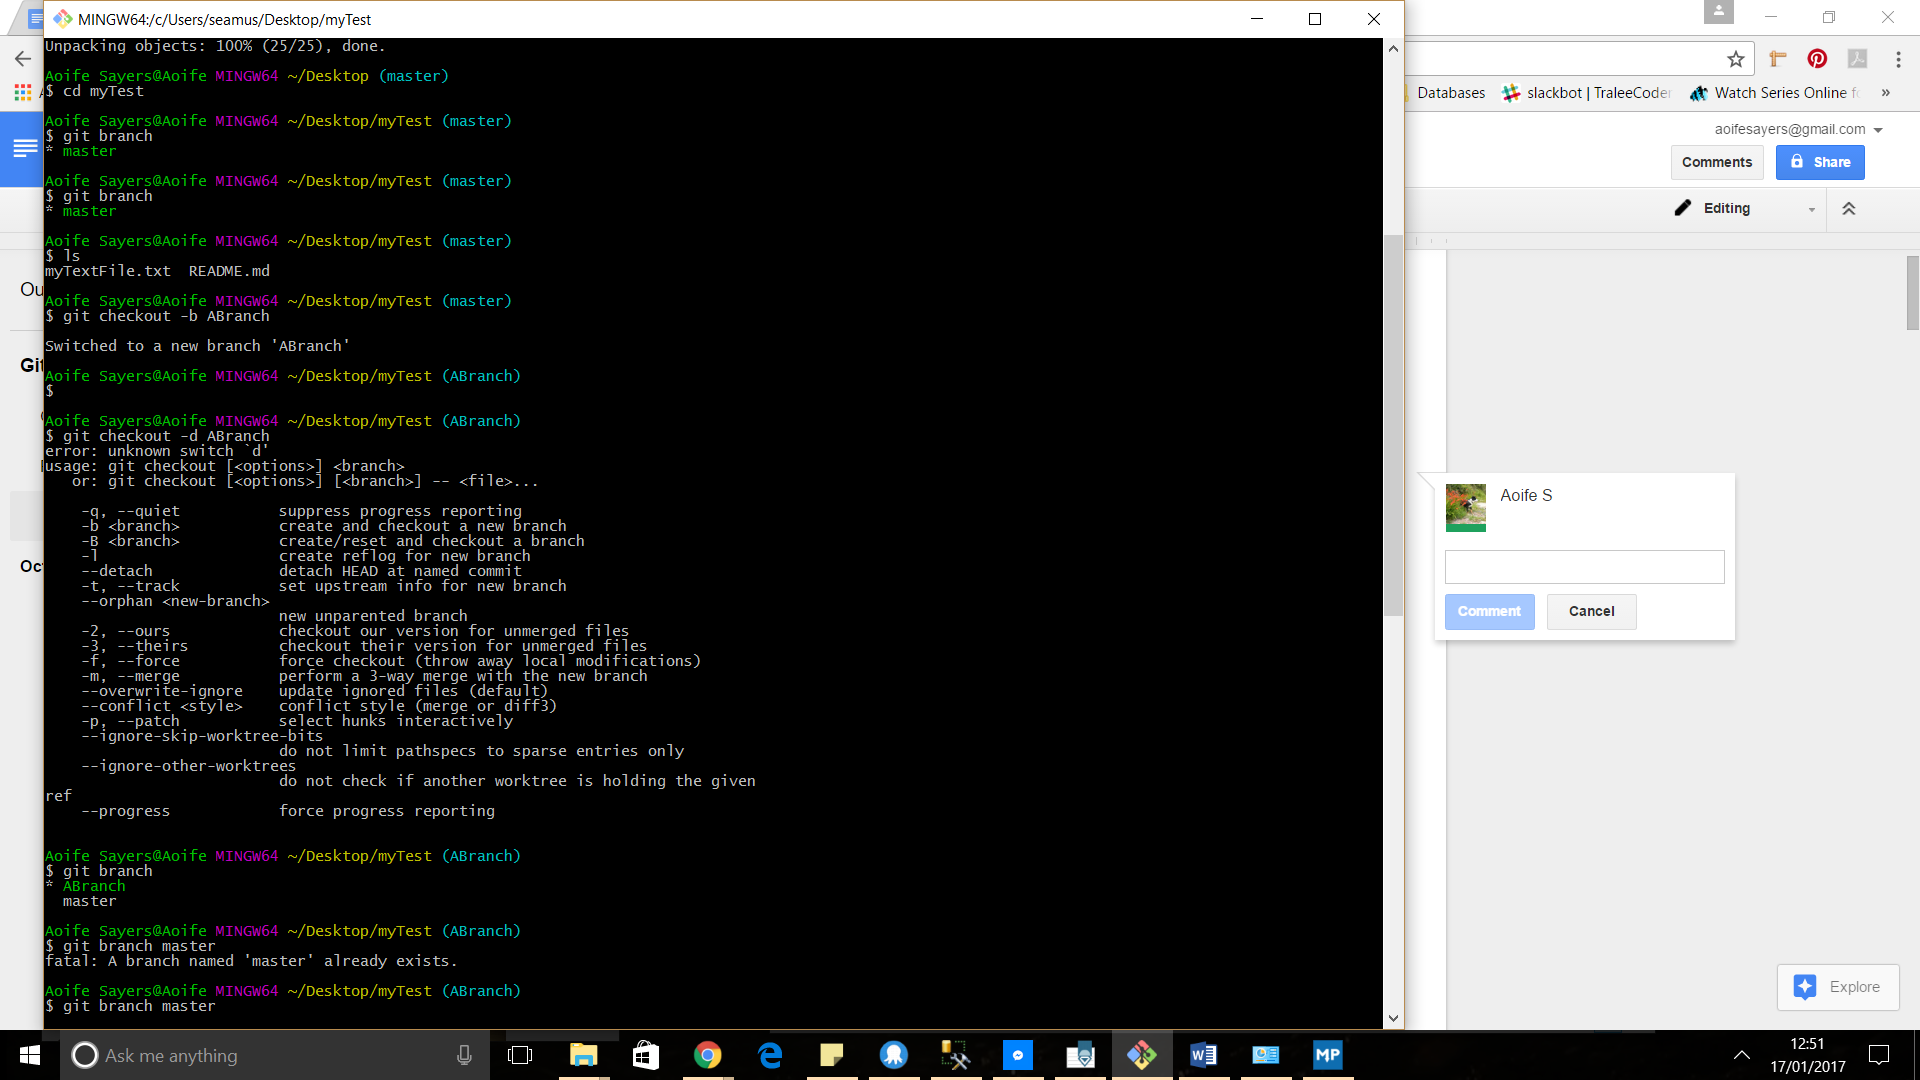 MINGW64:/c/Users/seamus/Desktop/myTest
Unpacking objects: 100% (25/25), done.
Aoife Sayers@Aoife MINGW64 ~/Desktop (master)
$ cd myTest
Aoife Sayers@Aoife MINGW64 ~/Desktop/myTest (master)
$ git branch
* master
Aoife Sayers@Aoife MINGW64 ~/Desktop/myTest (master)
$ git branch
* master
Aoife Sayers@Aoife MINGW64 ~/Desktop/myTest (master)
$ ls
myTextFile.txt  README.md
Aoife Sayers@Aoife MINGW64 ~/Desktop/myTest (master)
$ git checkout -b ABranch
Switched to a new branch 'ABranch'
Aoife Sayers@Aoife MINGW64 ~/Desktop/myTest (ABranch)
$
Aoife Sayers@Aoife MINGW64 ~/Desktop/myTest (ABranch)
$ git checkout -d ABranch
error: unknown switch `d'
usage: git checkout [<options>] <branch>
or: git checkout [<options>] [<branch>] -- <file>...
-q, --quiet suppress progress reporting
-b <branch> create and checkout a new branch
-B <branch> create/reset and checkout a branch
-l create reflog for new branch
--detach detach HEAD at named commit
-t, --track set upstream info for new branch
--orphan <new-branch>
new unparented branch
-2, --ours checkout our version for unmerged files
-3, --theirs checkout their version for unmerged files
-f, --force force checkout (throw away local modifications)
-m, --merge perform a 3-way merge with the new branch
--overwrite-ignore update ignored files (default)
--conflict <style> conflict style (merge or diff3)
-p, --patch select hunks interactively
--ignore-skip-worktree-bits
do not limit pathspecs to sparse entries only
--ignore-other-worktrees
do not check if another worktree is holding the given
ref
--progress force progress reporting
Aoife Sayers@Aoife MINGW64 ~/Desktop/myTest (ABranch)
$ git branch
* ABranch
master
Aoife Sayers@Aoife MINGW64 ~/Desktop/myTest (ABranch)
$ git branch master
fatal: A branch named 'master' already exists.
Aoife Sayers@Aoife MINGW64 ~/Desktop/myTest (ABranch)
$ git branch master
Databases
slackbot | TraleeCoder
Watch Series Online f
»
aoifesayers@gmail.com
Comments
Share
Editing
Ou
Git
Oct
Aoife S
Comment
Cancel
Explore
Ask me anything
MP
12:51
17/01/2017